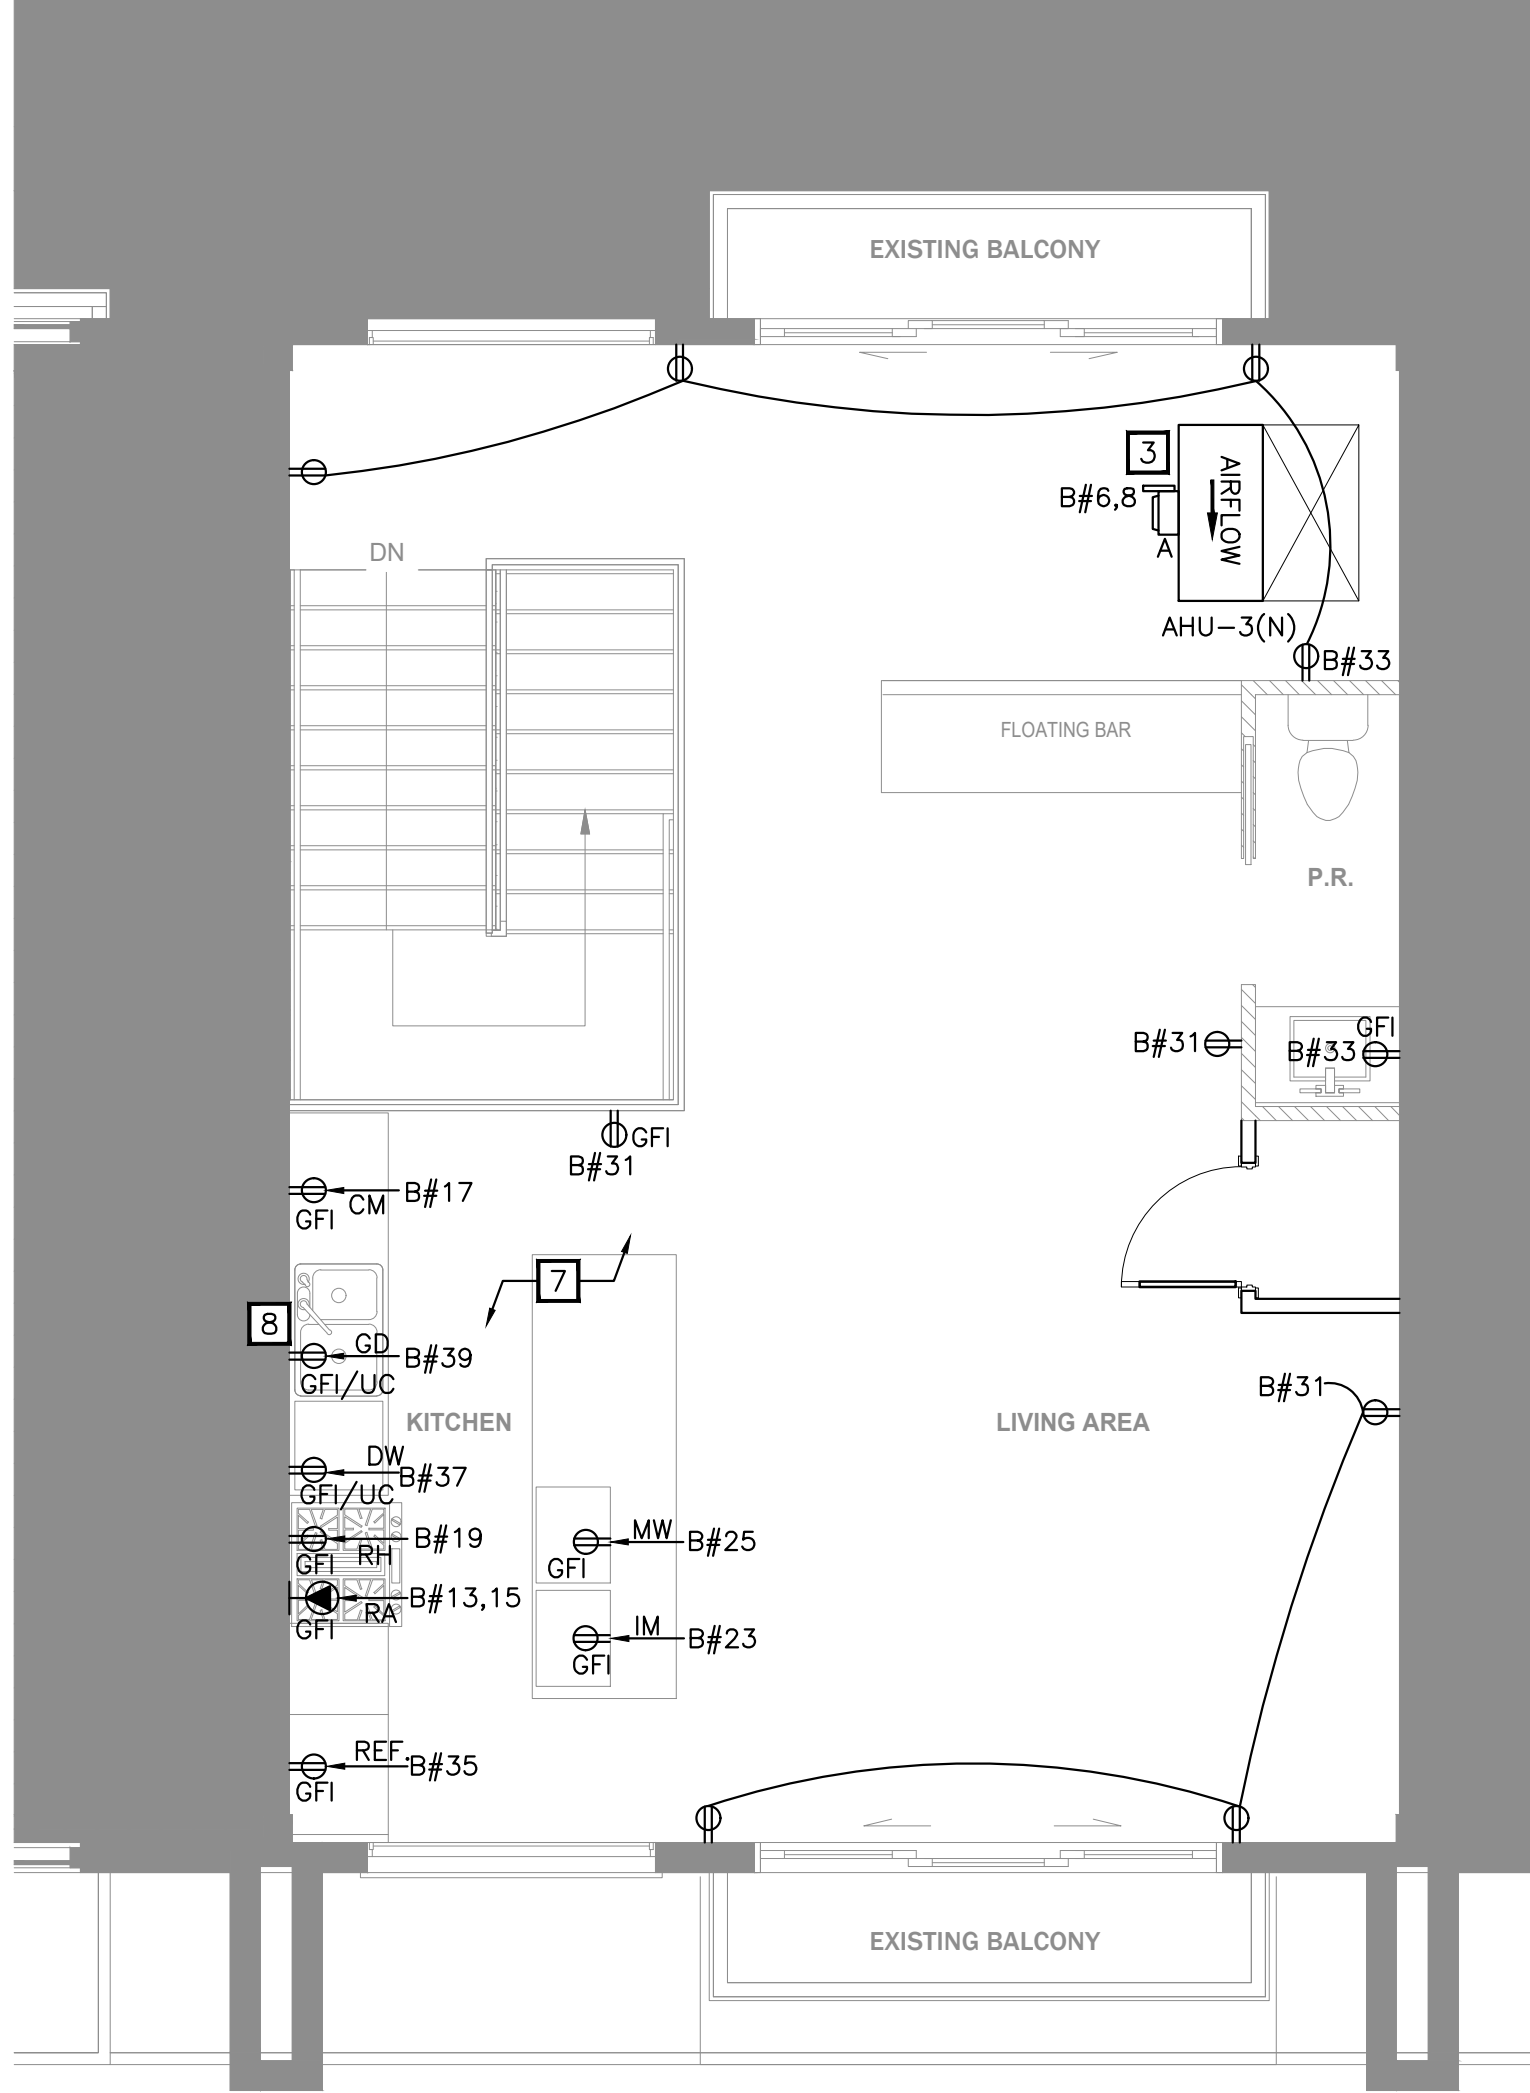 EXISTING BALCONY
3
AIRFLOW
B#6,8
A
DN
AHU-3(N)
B#33
FLOATING BAR
P.R.
GFI
B#31
B#33
GFI
B#31
B#17
CM
GFI
7
8
GD
B#39
GFI/UC
B#31
KITCHEN
LIVING AREA
DW
B#37
GFI/UC
B#19
RH
GFI
MW
B#25
GFI
B#13,15
RA
GFI
IM
B#23
GFI
REF.
B#35
GFI
EXISTING BALCONY